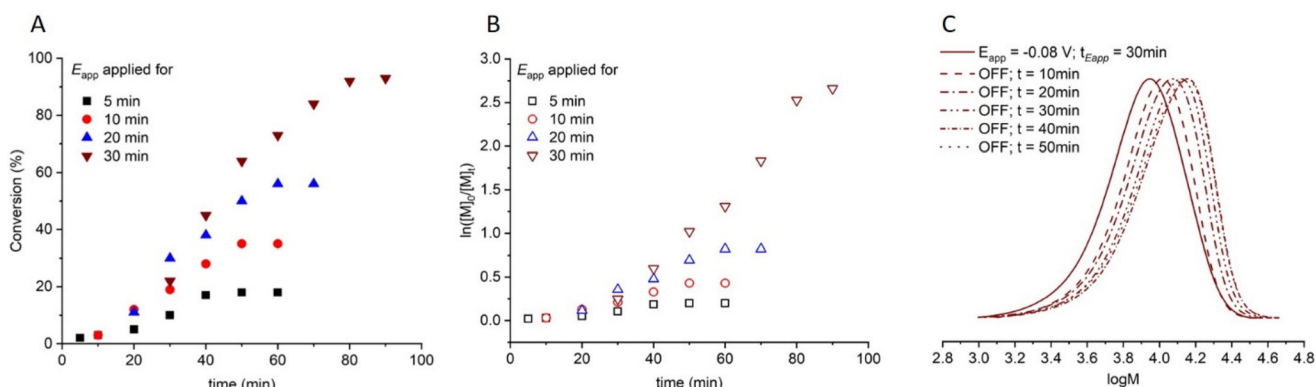 A
E_app applied for
5 min
10 min
20 min
30 min
Conversion (%)
100
80
60
40
20
0
0 20 40 60 80 100
time (min)
B
E_app applied for
5 min
10 min
20 min
30 min
ln([M]₀/[M]ₜ)
3.0
2.5
2.0
1.5
1.0
0.5
0.0
0 20 40 60 80 100
time (min)
C
E_app = -0.08 V; t_Eapp = 30min
OFF; t = 10min
OFF; t = 20min
OFF; t = 30min
OFF; t = 40min
OFF; t = 50min
2.8 3.0 3.2 3.4 3.6 3.8 4.0 4.2 4.4 4.6 4.8
logM